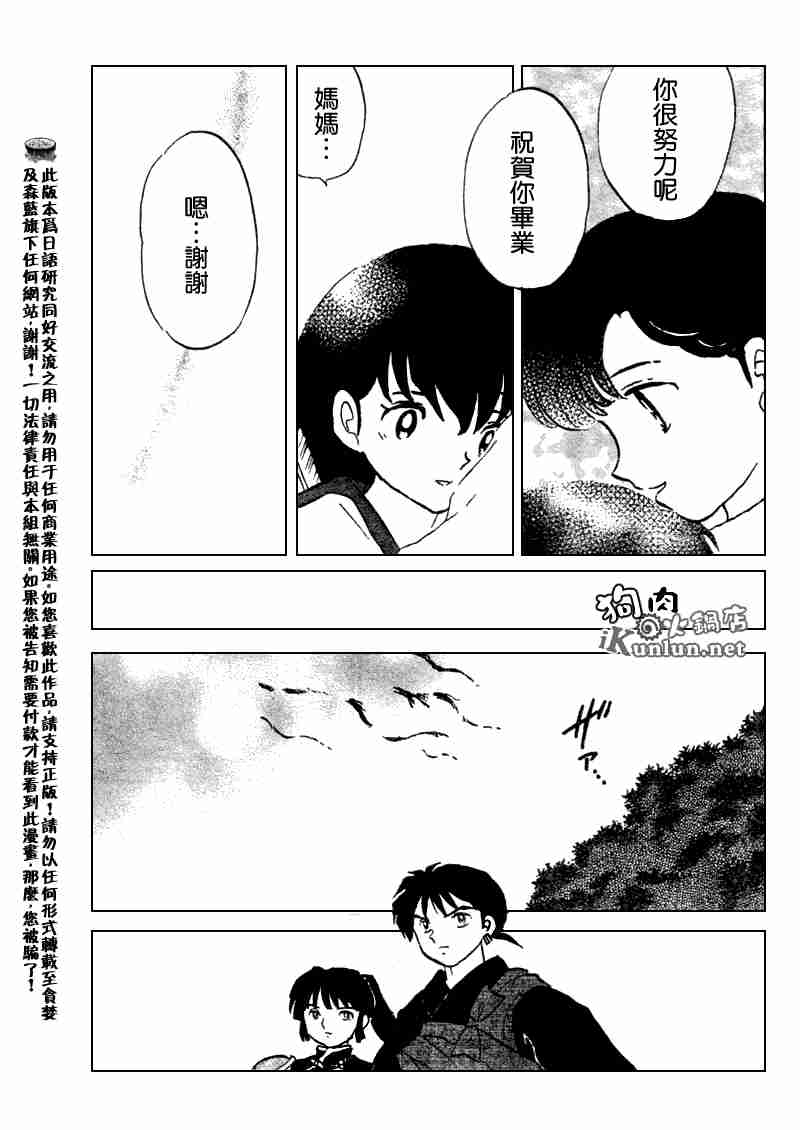 你很努力呢
祝賀你畢業
媽媽…
嗯…謝謝
狗肉
火鍋店
iKunlun.net
ザァ…
此版本爲日語研究同好交流之用，請勿用于任何商業用途。如您喜歡此作品，請支持正版！請勿以任何形式轉載至貪婪
及森藍旗下任何網站，謝謝！一切法律責任與本組無關。如果您被告知需要付款才能看到此漫畫，那麼，您被騙了！